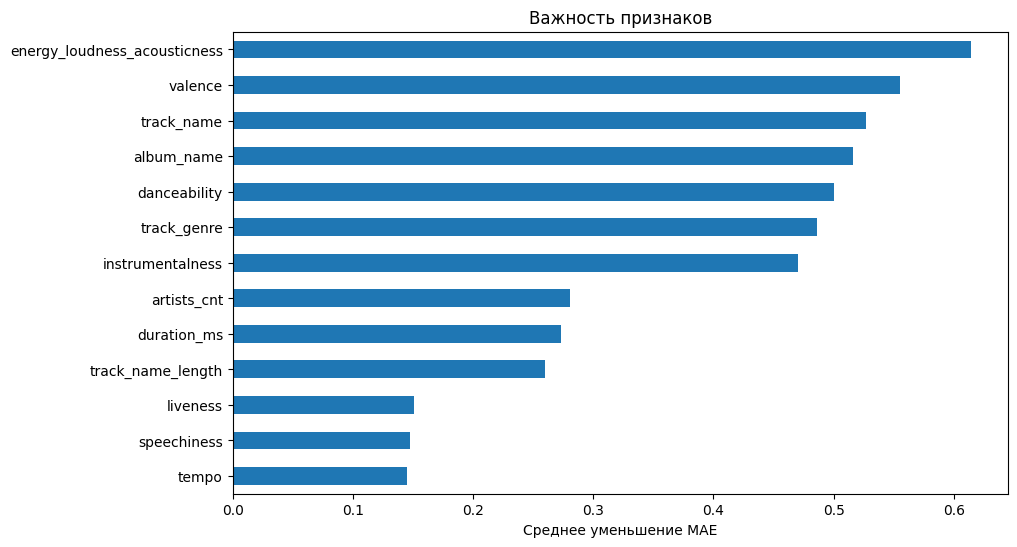 Важность признаков
energy_loudness_acousticness
valence
track_name
album_name
danceability
track_genre
instrumentalness
artists_cnt
duration_ms
track_name_length
liveness
speechiness
tempo
0.0 0.1 0.2 0.3 0.4 0.5 0.6
Среднее уменьшение MAE